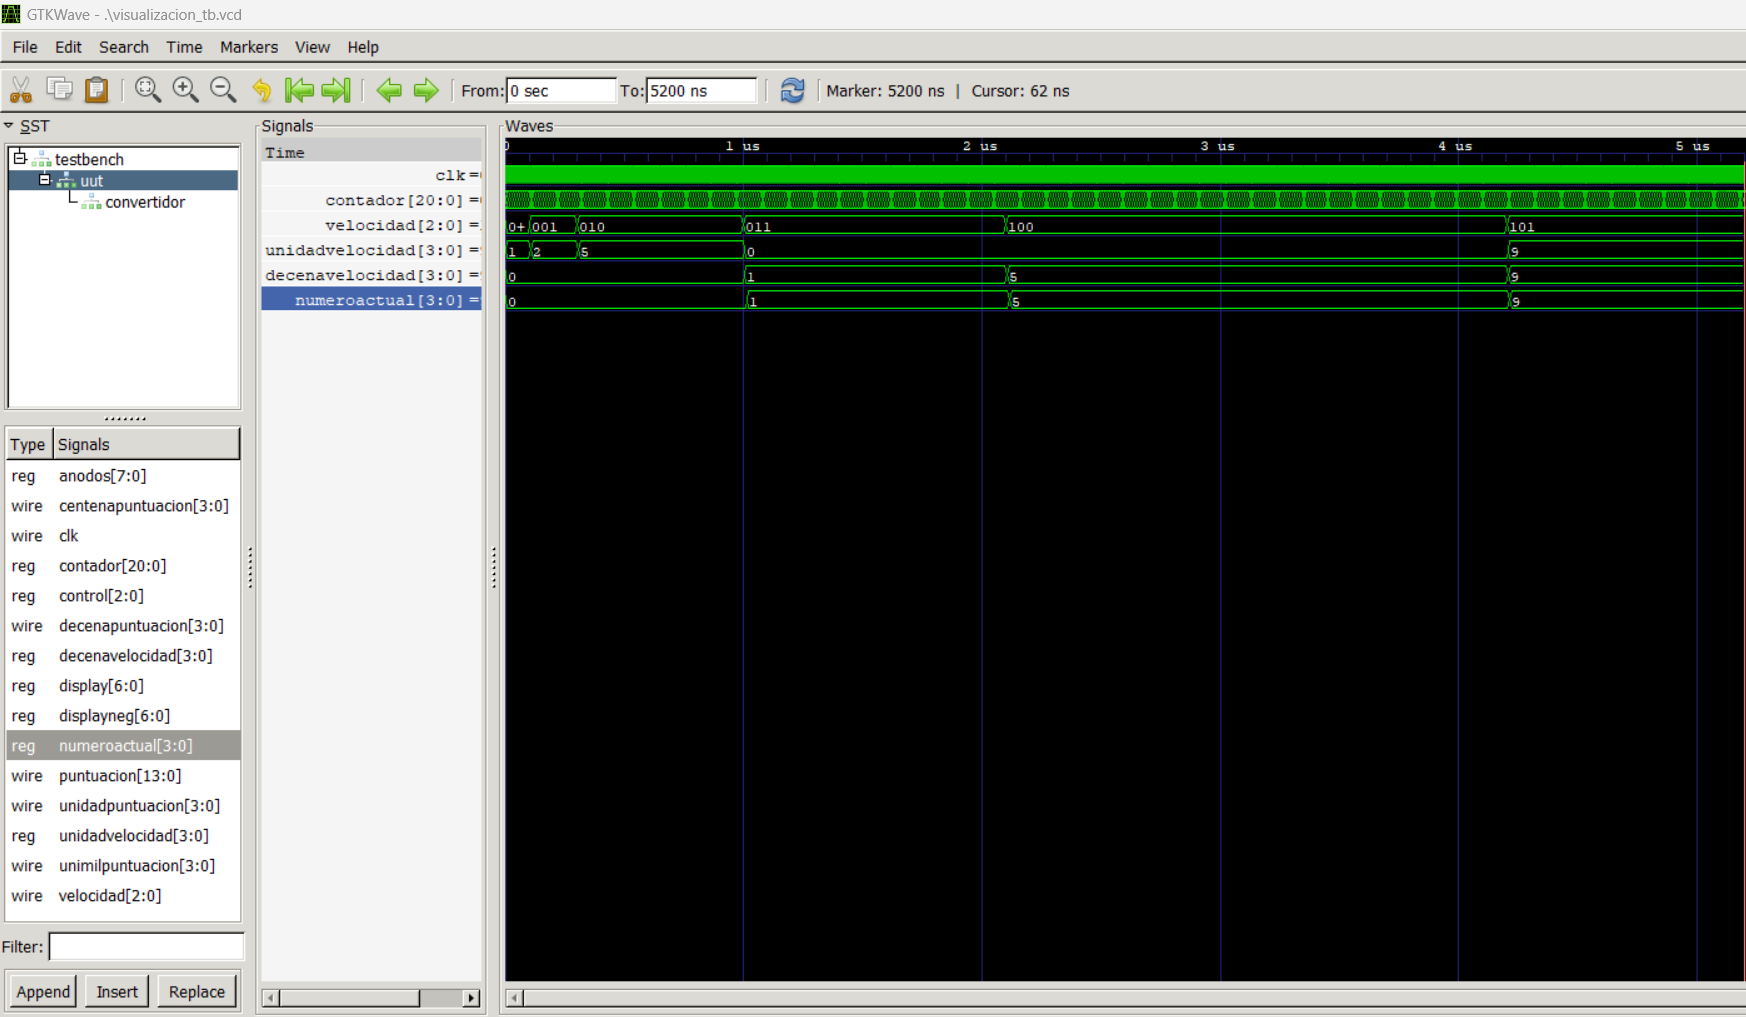 GTKWave - .\visualizacion_tb.vcd
File Edit Search Time Markers View Help
From: 0 sec To: 5200 ns Marker: 5200 ns | Cursor: 62 ns
SST
testbench
uut
convertidor
Type Signals
reg anodos[7:0]
wire centenapuntuacion[3:0]
wire clk
reg contador[20:0]
reg control[2:0]
wire decenapuntuacion[3:0]
reg decenavelocidad[3:0]
reg display[6:0]
reg displayneg[6:0]
reg numeroactual[3:0]
wire puntuacion[13:0]
wire unidadpuntuacion[3:0]
reg unidadvelocidad[3:0]
wire unimilpuntuacion[3:0]
wire velocidad[2:0]
Filter:
Append Insert Replace
Signals
Time
clk =
contador[20:0] =
velocidad[2:0] =
unidadvelocidad[3:0] =
decenavelocidad[3:0] =
numeroactual[3:0] =
Waves
0 1 us 2 us 3 us 4 us 5 us
0+ 001 010 011 100 101
1 2 5 0 9
0 1 5 9
0 1 5 9